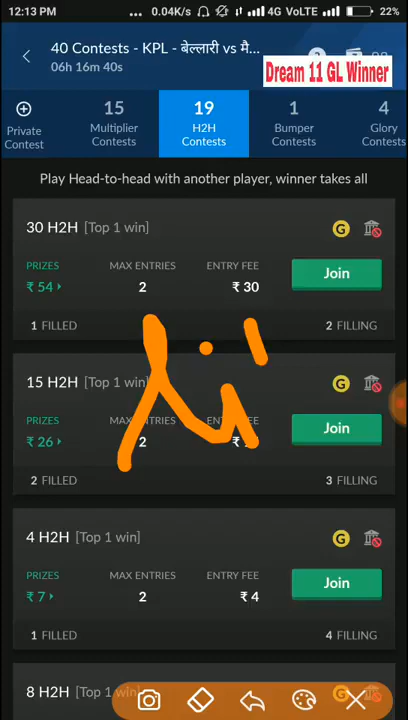 12:13 PM ... 0.04K/s 4G VoLTE 22%
40 Contests - KPL - बेल्लारी vs मै...
06h 16m 40s
Dream 11 GL Winner
Private Contest
15 Multiplier Contests
19 H2H Contests
1 Bumper Contests
4 Glory Contests
Play Head-to-head with another player, winner takes all
30 H2H [Top 1 win] G
PRIZES MAX ENTRIES ENTRY FEE
₹ 54 2 ₹ 30 Join
1 FILLED 2 FILLING
15 H2H [Top 1 win] G
PRIZES MAX ENTRIES ENTRY FEE
₹ 26 2 ₹ Join
2 FILLED 3 FILLING
4 H2H [Top 1 win] G
PRIZES MAX ENTRIES ENTRY FEE
₹ 7 2 ₹ 4 Join
1 FILLED 4 FILLING
8 H2H [Top 1 win]